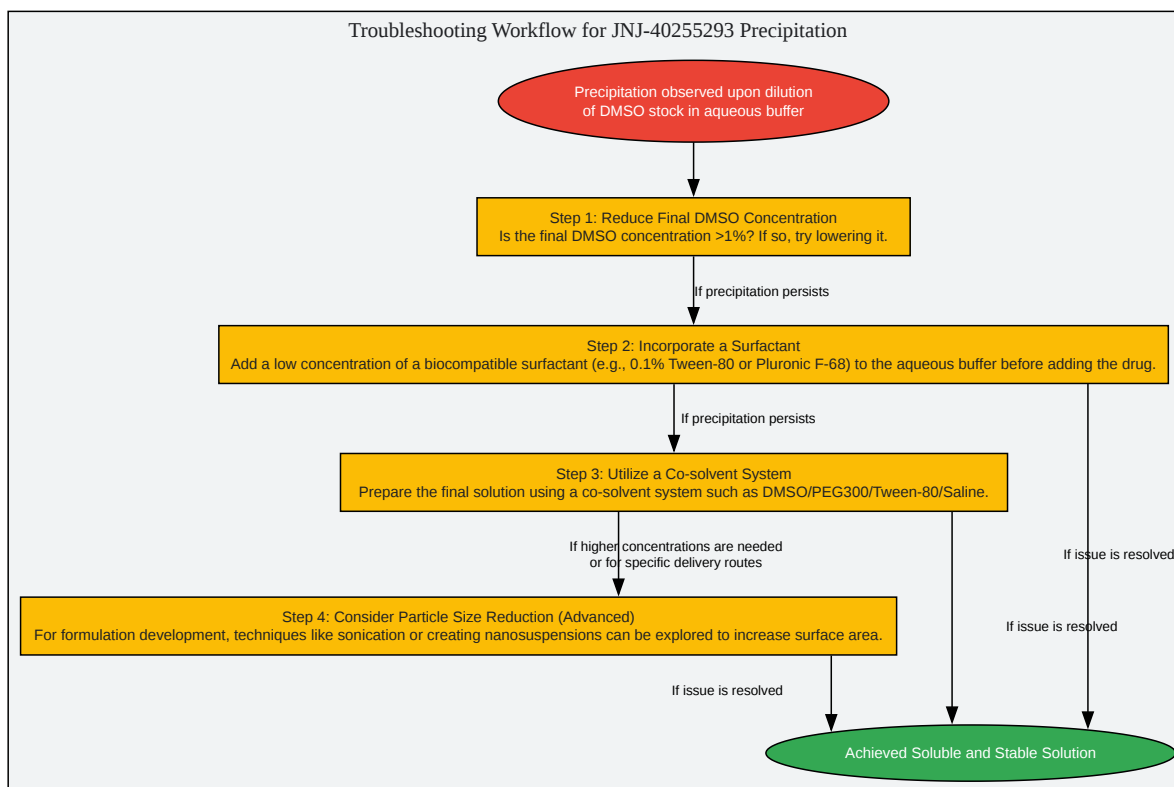 Troubleshooting Workflow for JNJ-40255293 Precipitation
Precipitation observed upon dilution
of DMSO stock in aqueous buffer
Step 1: Reduce Final DMSO Concentration
Is the final DMSO concentration >1%? If so, try lowering it.
If precipitation persists
Step 2: Incorporate a Surfactant
Add a low concentration of a biocompatible surfactant (e.g., 0.1% Tween-80 or Pluronic F-68) to the aqueous buffer before adding the drug.
If precipitation persists
Step 3: Utilize a Co-solvent System
Prepare the final solution using a co-solvent system such as DMSO/PEG300/Tween-80/Saline.
If higher concentrations are needed
or for specific delivery routes
If issue is resolved
Step 4: Consider Particle Size Reduction (Advanced)
For formulation development, techniques like sonication or creating nanosuspensions can be explored to increase surface area.
If issue is resolved
If issue is resolved
Achieved Soluble and Stable Solution